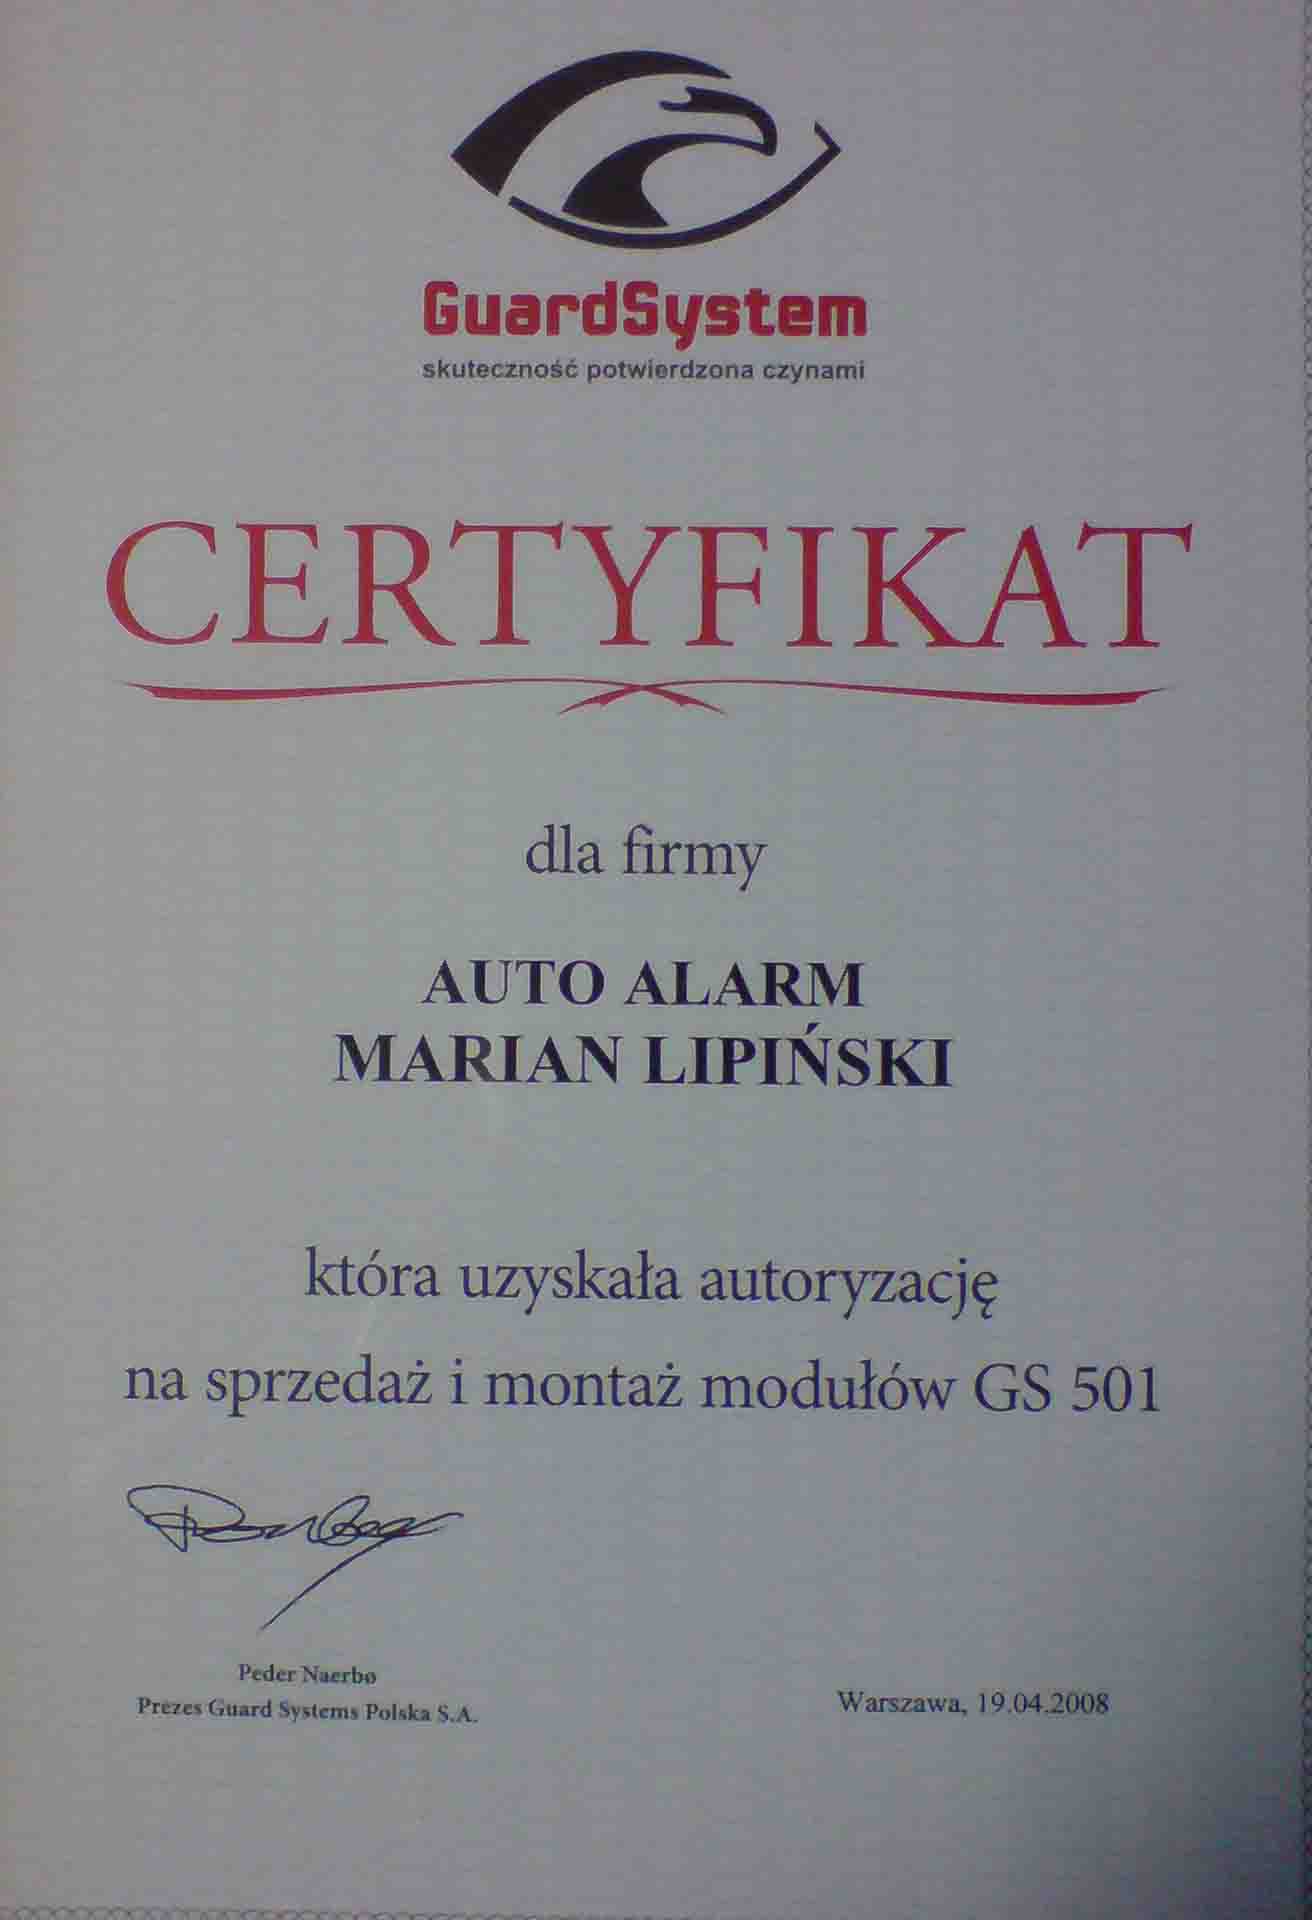 GuardSystem
skuteczność potwierdzona czynami
CERTYFIKAT
dla firmy
AUTO ALARM
MARIAN LIPIŃSKI
która uzyskała autoryzację
na sprzedaż i montaż modułów GS 501
Peder Naerbø
Prezes Guard Systems Polska S.A.
Warszawa, 19.04.2008